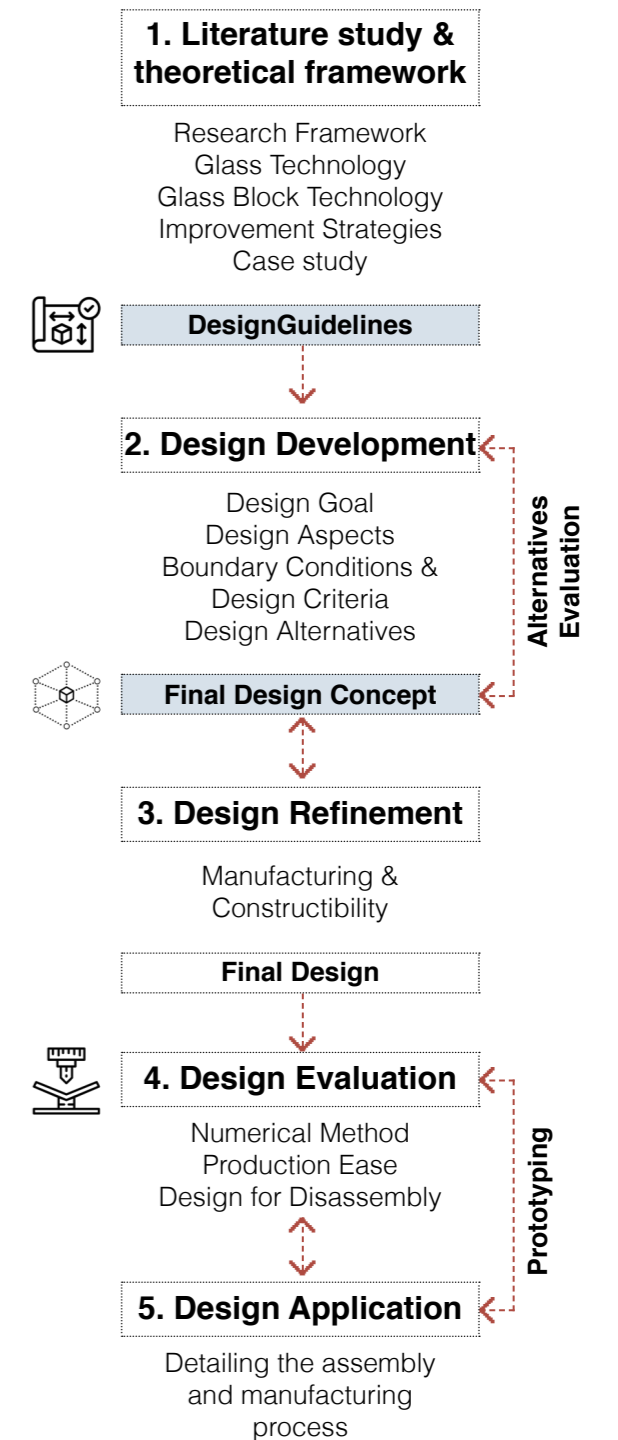 1. Literature study &
theoretical framework
Research Framework
Glass Technology
Glass Block Technology
Improvement Strategies
Case study
DesignGuidelines
2. Design Development
Design Goal
Design Aspects
Boundary Conditions &
Design Criteria
Design Alternatives
Alternatives
Evaluation
Final Design Concept
3. Design Refinement
Manufacturing &
Constructibility
Final Design
4. Design Evaluation
Numerical Method
Production Ease
Design for Disassembly
Prototyping
5. Design Application
Detailing the assembly
and manufacturing
process